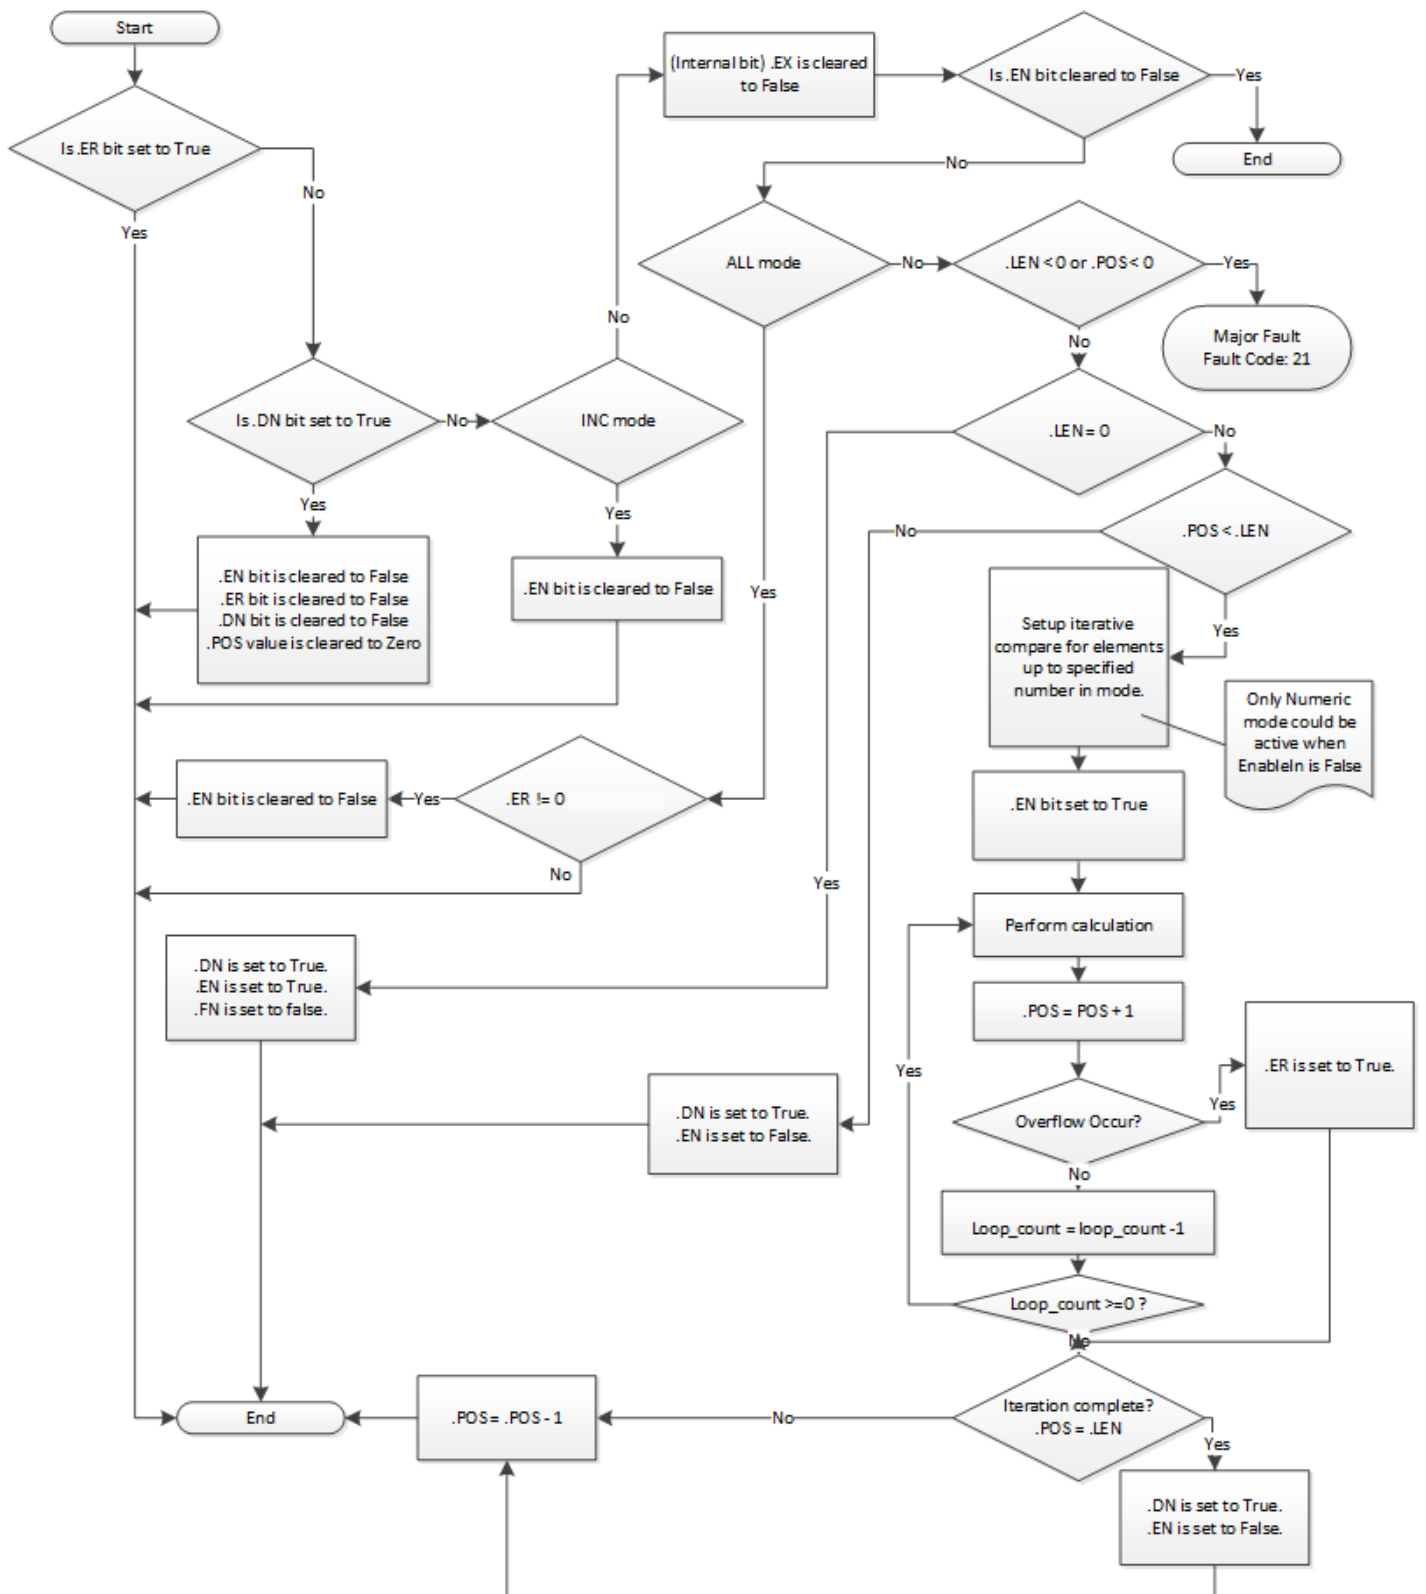 Start
(Internal bit) .EX is cleared
to False
Is .EN bit cleared to False
Yes
End
Is .ER bit set to True
No
No
Yes
ALL mode
No
.LEN < 0 or .POS < 0
Yes
No
Major Fault
Fault Code: 21
No
Is .DN bit set to True
No
INC mode
.LEN = 0
No
Yes
Yes
No
.POS < .LEN
.EN bit is cleared to False
.ER bit is cleared to False
.DN bit is cleared to False
.POS value is cleared to Zero
.EN bit is cleared to False
Yes
Setup iterative
compare for elements
up to specified
number in mode.
Yes
Only Numeric
mode could be
active when
EnableIn is False
.EN bit is cleared to False
Yes
.ER != 0
.EN bit set to True
No
Yes
Perform calculation
.DN is set to True.
.EN is set to True.
.FN is set to false.
.POS = POS + 1
Yes
.ER is set to True.
Yes
.DN is set to True.
.EN is set to False.
Overflow Occur?
No
Loop_count = loop_count -1
Loop_count >=0 ?
No
End
.POS = .POS - 1
No
Iteration complete?
.POS = .LEN
Yes
.DN is set to True.
.EN is set to False.